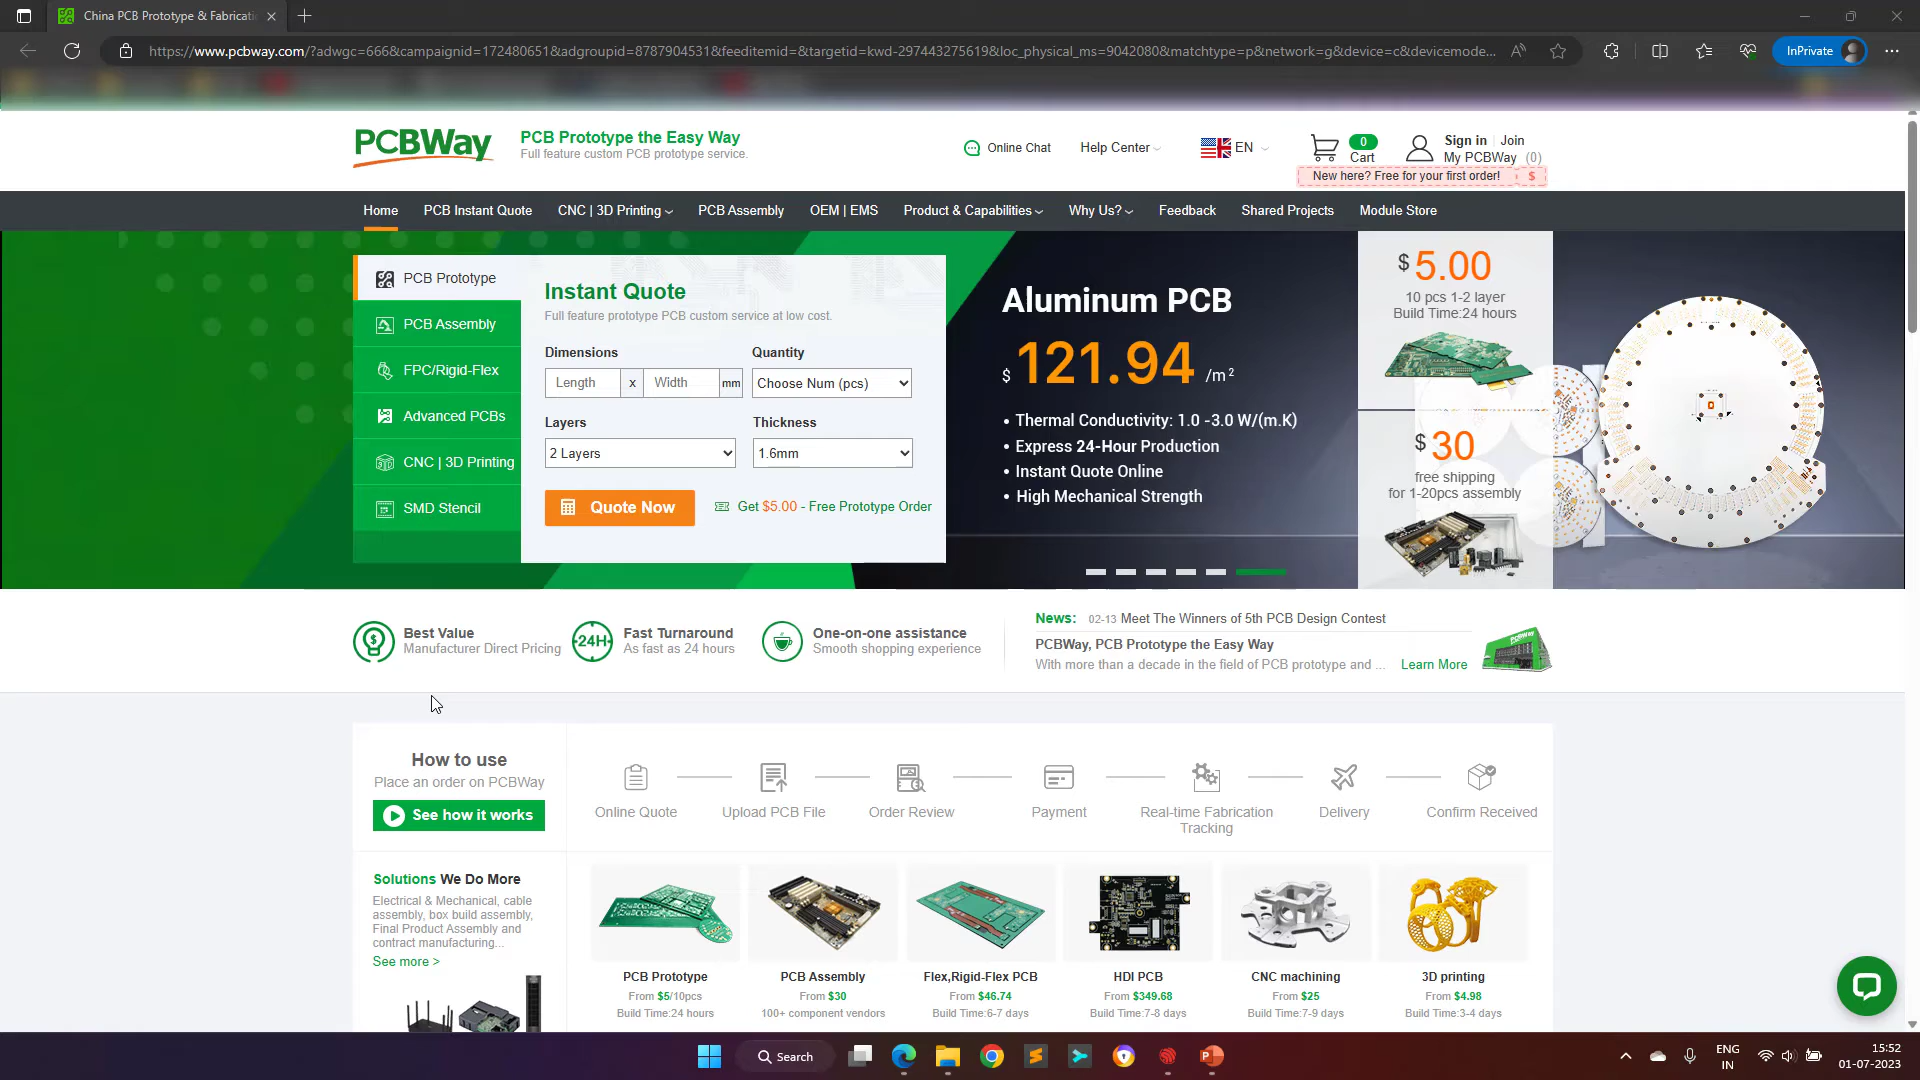 China PCB Prototype & Fabricati
https://www.pcbway.com/?adwgc=666&campaignid=172480651&adgroupid=8787904531&feeditemid=&targetid=kwd-297443275619&loc_physical_ms=9042080&matchtype=p&network=g&device=c&devicemode...
InPrivate
PCBWay
PCB Prototype the Easy Way
Full feature custom PCB prototype service.
Online Chat
Help Center
EN
0
Cart
Sign in | Join
My PCBWay (0)
New here? Free for your first order! $
Home
PCB Instant Quote
CNC | 3D Printing
PCB Assembly
OEM | EMS
Product & Capabilities
Why Us?
Feedback
Shared Projects
Module Store
PCB Prototype
PCB Assembly
FPC/Rigid-Flex
Advanced PCBs
CNC | 3D Printing
SMD Stencil
Instant Quote
Full feature prototype PCB custom service at low cost.
Dimensions
Quantity
Length x Width mm
Choose Num (pcs)
Layers
Thickness
2 Layers
1.6mm
Quote Now
Get $5.00 - Free Prototype Order
Aluminum PCB
$ 121.94 /m²
• Thermal Conductivity: 1.0 -3.0 W/(m.K)
• Express 24-Hour Production
• Instant Quote Online
• High Mechanical Strength
$ 5.00
10 pcs 1-2 layer
Build Time:24 hours
$ 30
free shipping
for 1-20pcs assembly
Best Value
Manufacturer Direct Pricing
24H
Fast Turnaround
As fast as 24 hours
One-on-one assistance
Smooth shopping experience
News: 02-13 Meet The Winners of 5th PCB Design Contest
PCBWay, PCB Prototype the Easy Way
With more than a decade in the field of PCB prototype and ... Learn More
PCBWay
How to use
Place an order on PCBWay
See how it works
Online Quote
Upload PCB File
Order Review
Payment
Real-time Fabrication
Tracking
Delivery
Confirm Received
Solutions We Do More
Electrical & Mechanical, cable
assembly, box build assembly,
Final Product Assembly and
contract manufacturing...
See more >
PCB Prototype
From $5/10pcs
Build Time:24 hours
PCB Assembly
From $30
100+ component vendors
Flex,Rigid-Flex PCB
From $46.74
Build Time:6-7 days
HDI PCB
From $349.68
Build Time:7-8 days
CNC machining
From $25
Build Time:7-9 days
3D printing
From $4.98
Build Time:3-4 days
Search
ENG
IN
15:52
01-07-2023